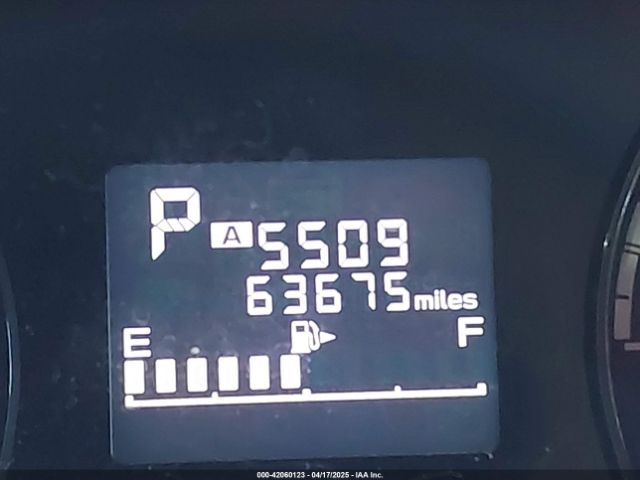 P
A 5509
63675 miles
E F
000-42060123 - 04/17/2025 - IAA Inc.